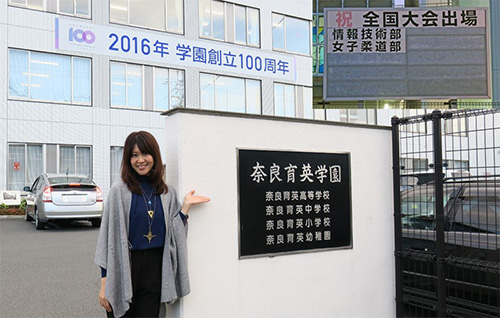 100
2016年 学園創立100周年
祝 全国大会出場
情報技術部
女子柔道部
奈良育英学園
奈良育英高等学校
奈良育英中学校
奈良育英小学校
奈良育英幼稚園